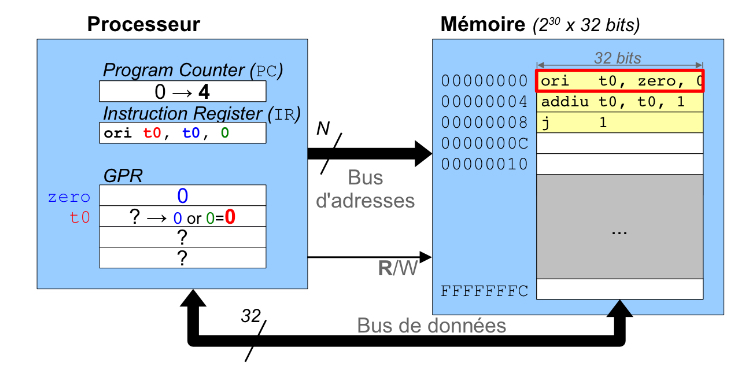 Processeur
Mémoire (2³⁰ x 32 bits)
Program Counter (PC)
0 → 4
Instruction Register (IR)
ori t0, t0, 0
GPR
zero 0
t0 ? → 0 or 0=0
?
?
N
Bus
d'adresses
R/W
32 bits
00000000 ori t0, zero, 0
00000004 addiu t0, t0, 1
00000008 j 1
0000000C
00000010
...
FFFFFFFC
32
Bus de données